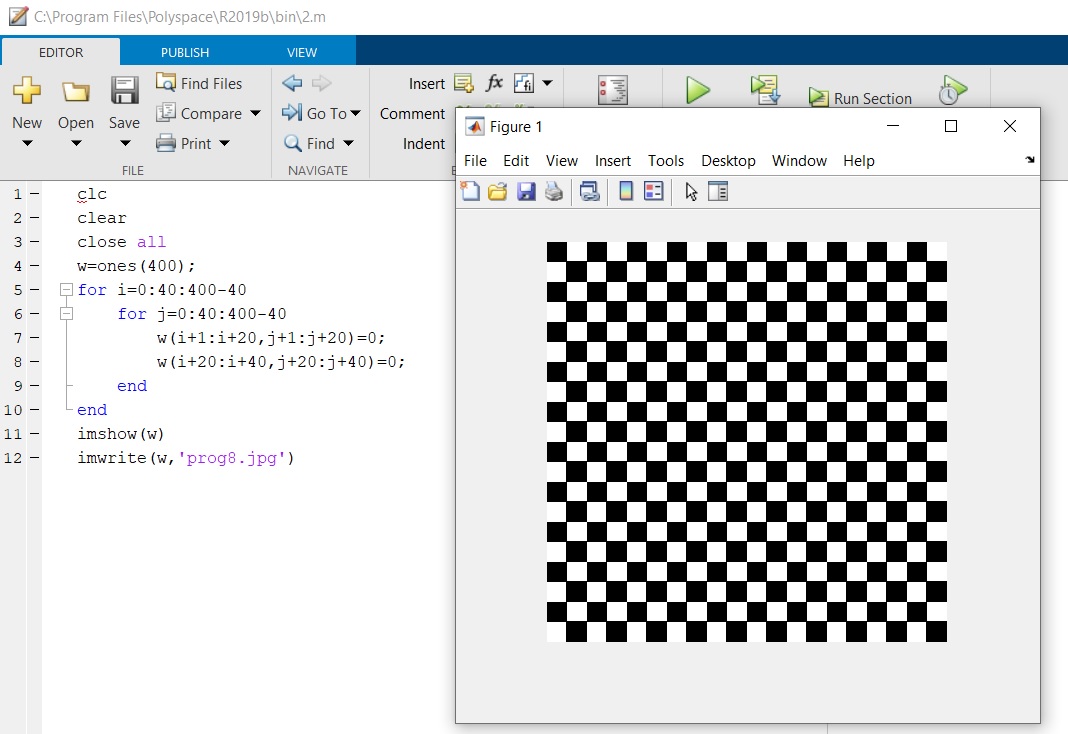 C:\Program Files\Polyspace\R2019b\bin\2.m
EDITOR PUBLISH VIEW
New Open Save
Find Files
Compare
Print
FILE
Go To
Find
NAVIGATE
Insert fx fi
Comment
Indent
Run Section
Figure 1
File Edit View Insert Tools Desktop Window Help
1 clc
2 clear
3 close all
4 w=ones(400);
5 for i=0:40:400-40
6 for j=0:40:400-40
7 w(i+1:i+20,j+1:j+20)=0;
8 w(i+20:i+40,j+20:j+40)=0;
9 end
10 end
11 imshow(w)
12 imwrite(w,'prog8.jpg')